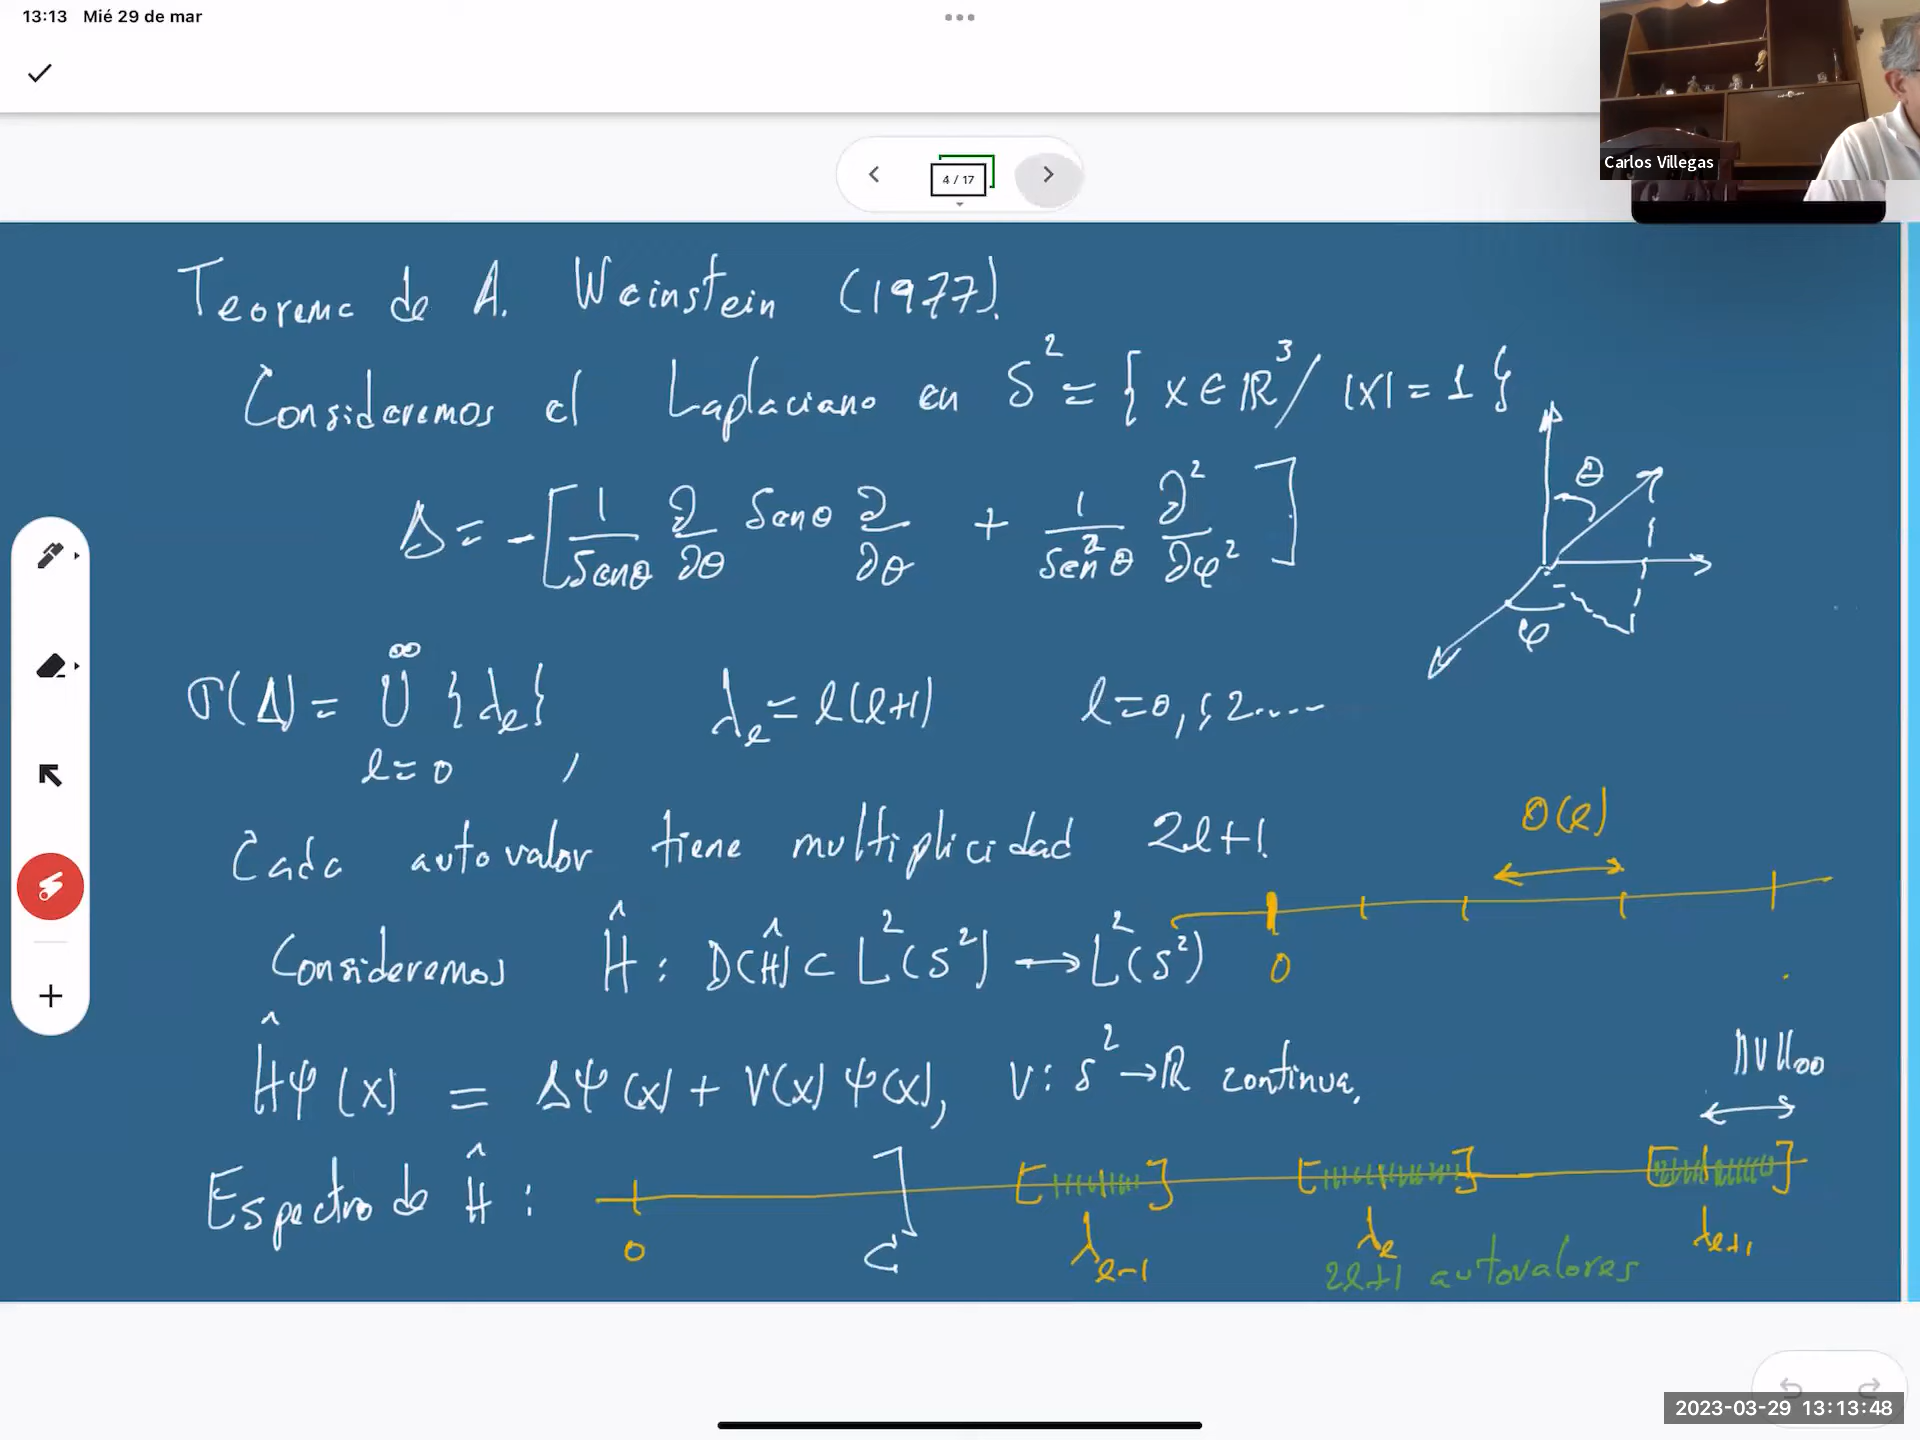 13:13 Mié 29 de mar
Carlos Villegas
4 / 17
Teorema de A. Weinstein (1977).
Consideremos el Laplaciano en S² = { x ∈ ℝ³ / |x| = 1 }
Δ = -[ 1/Senθ ∂/∂θ Senθ ∂/∂θ + 1/Sen²θ ∂²/∂φ² ]
θ
φ
σ(Δ) = ∪_{l=0}^{∞} {λ_l} , λ_l = l(l+1) l=0,1,2....
Cada autovalor tiene multiplicidad 2l+1.
O(l)
Consideremos Ĥ : D(Ĥ) ⊂ L²(S²) → L²(S²)
0
Ĥψ(x) = Δψ(x) + V(x) ψ(x), V: S² → ℝ continua.
||V||∞
Espectro de Ĥ :
0 C λ_{l-1} λ_l λ_{l+1}
2l+1 autovalores
2023-03-29 13:13:48